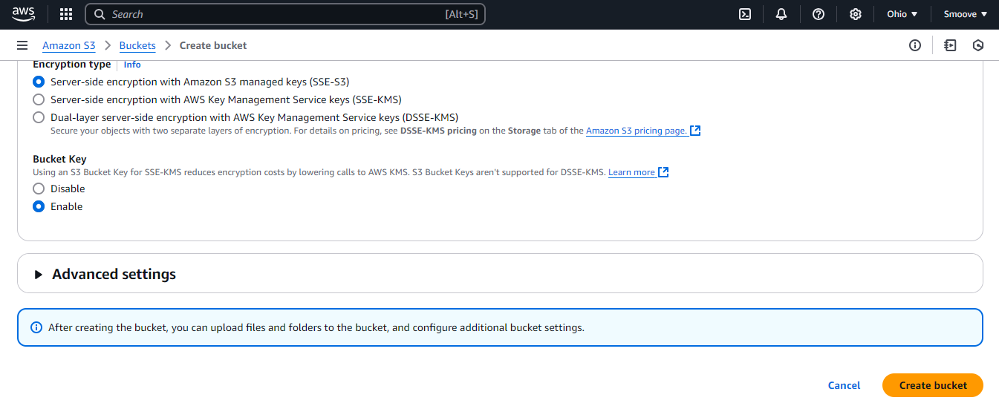 aws
Search [Alt+S] Ohio Smoove
Amazon S3 Buckets Create bucket
Encryption type Info
Server-side encryption with Amazon S3 managed keys (SSE-S3)
Server-side encryption with AWS Key Management Service keys (SSE-KMS)
Dual-layer server-side encryption with AWS Key Management Service keys (DSSE-KMS)
Secure your objects with two separate layers of encryption. For details on pricing, see DSSE-KMS pricing on the Storage tab of the Amazon S3 pricing page.
Bucket Key
Using an S3 Bucket Key for SSE-KMS reduces encryption costs by lowering calls to AWS KMS. S3 Bucket Keys aren't supported for DSSE-KMS. Learn more
Disable
Enable
Advanced settings
After creating the bucket, you can upload files and folders to the bucket, and configure additional bucket settings.
Cancel Create bucket